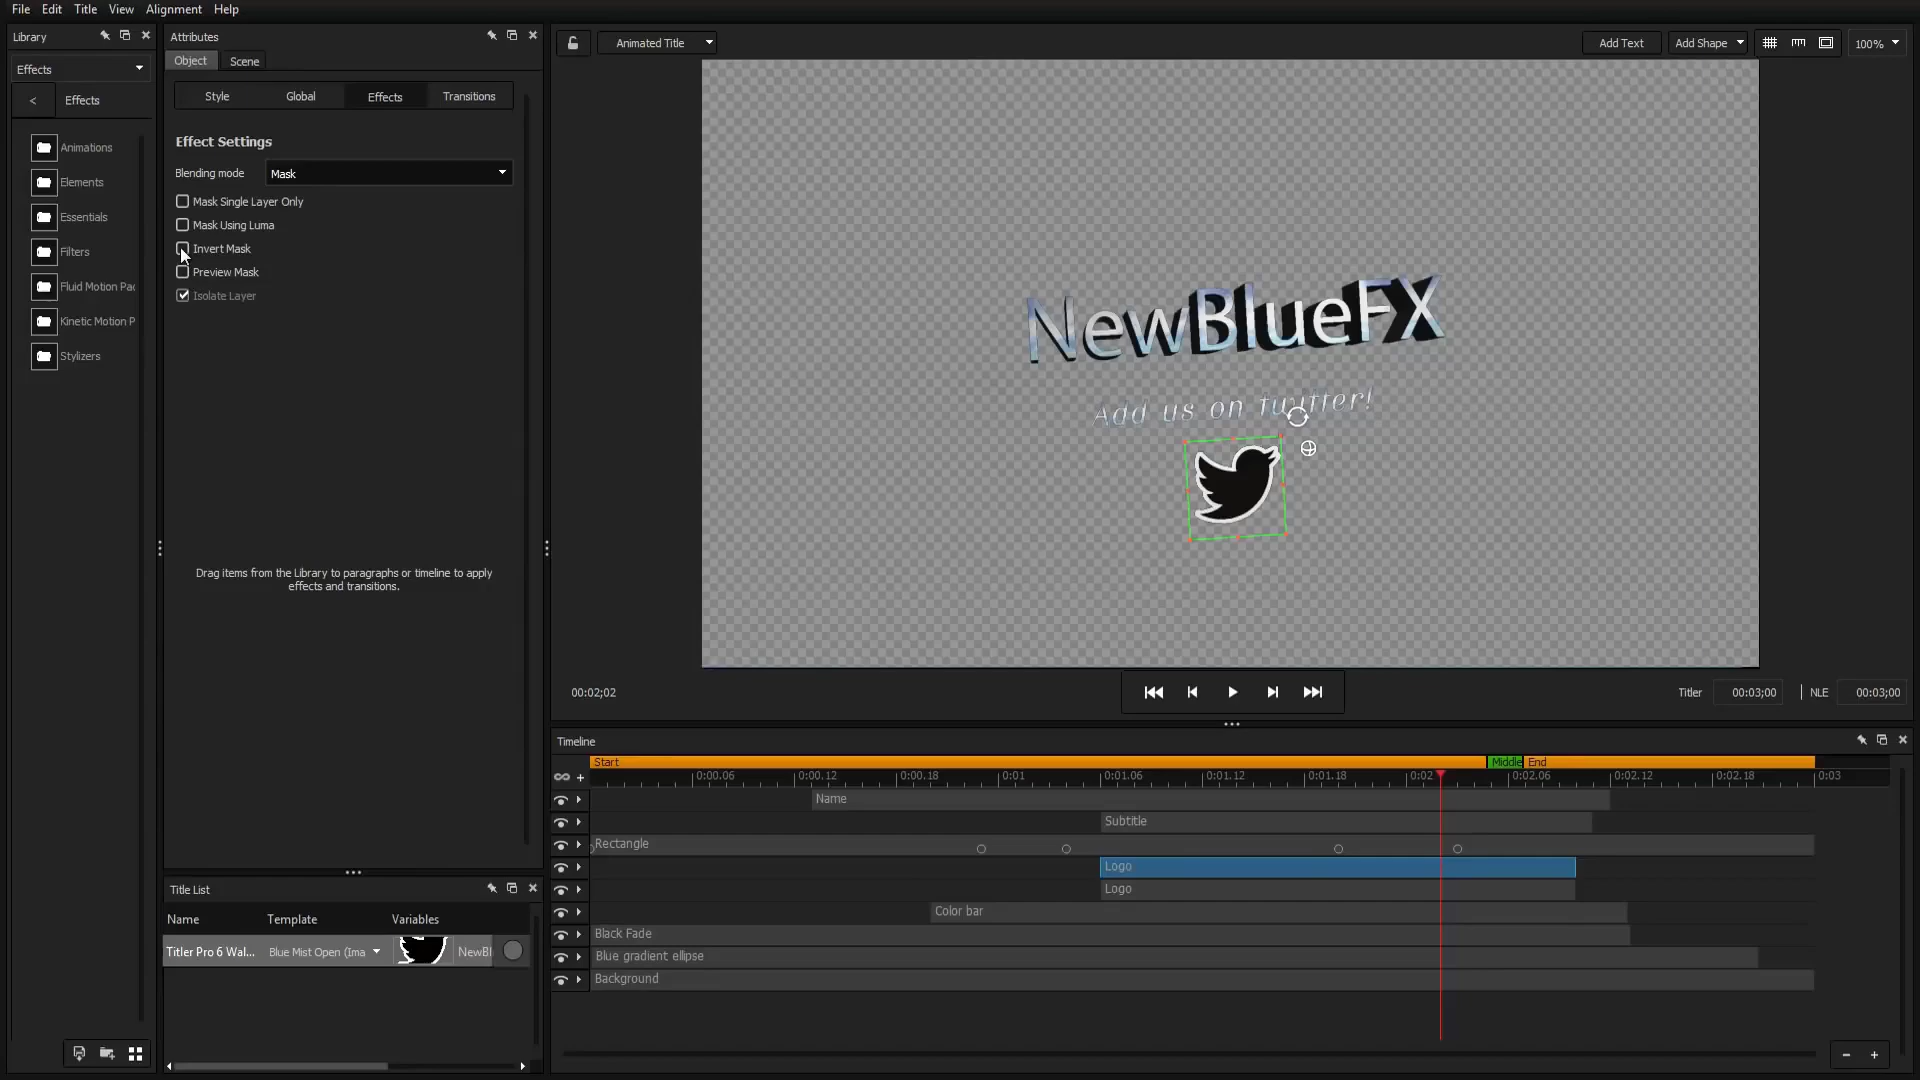 File Edit Title View Alignment Help
Library
Effects
< Effects
Animations
Elements
Essentials
Filters
Fluid Motion Pac
Kinetic Motion P
Stylizers
Attributes
Object Scene
Style Global Effects Transitions
Effect Settings
Blending mode Mask
Mask Single Layer Only
Mask Using Luma
Invert Mask
Preview Mask
Isolate Layer
Drag items from the Library to paragraphs or timeline to apply
effects and transitions.
Title List
Name Template Variables
Titler Pro 6 Wal... Blue Mist Open (Ima NewBl
Animated Title Add Text Add Shape 100%
NewBlueFX
Add us on twitter!
00:02;02 Titler 00:03;00 | NLE 00:03;00
Timeline
Start Middle End
0:00.06 0:00.12 0:00.18 0:01 0:01.06 0:01.12 0:01.18 0:02 0:02.06 0:02.12 0:02.18 0:03
Name
Subtitle
Rectangle
Logo
Logo
Color bar
Black Fade
Blue gradient ellipse
Background